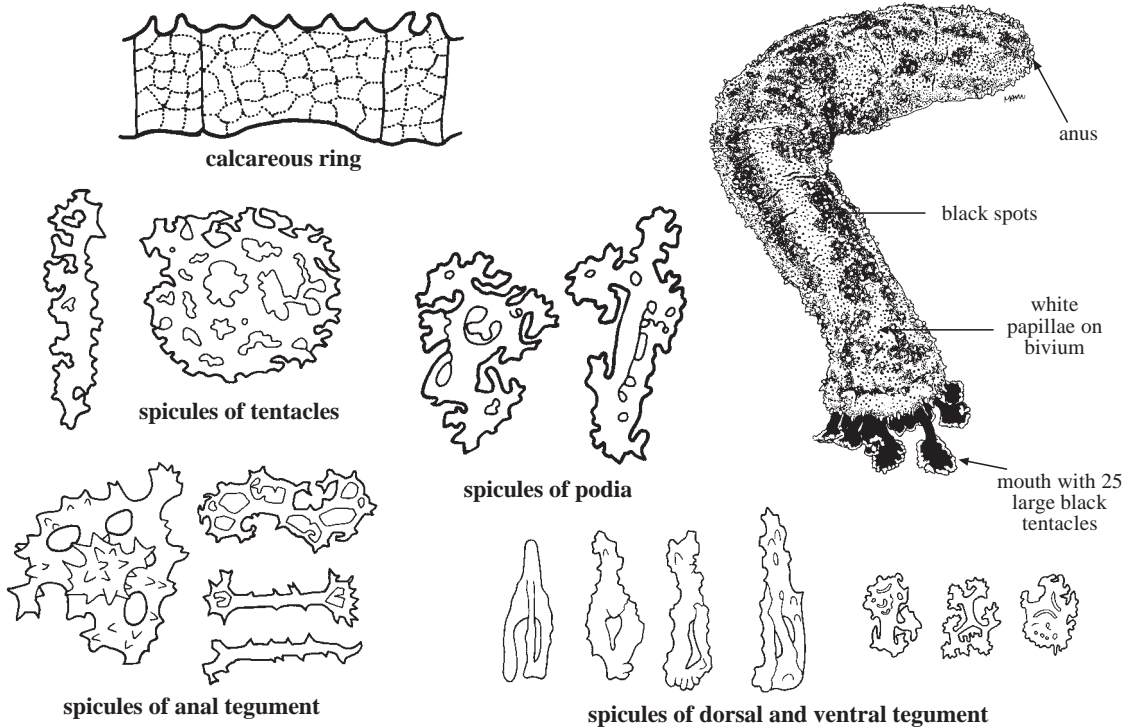 calcareous ring
anus
black spots
white
papillae on
bivium
spicules of tentacles
spicules of podia
mouth with 25
large black
tentacles
spicules of anal tegument
spicules of dorsal and ventral tegument